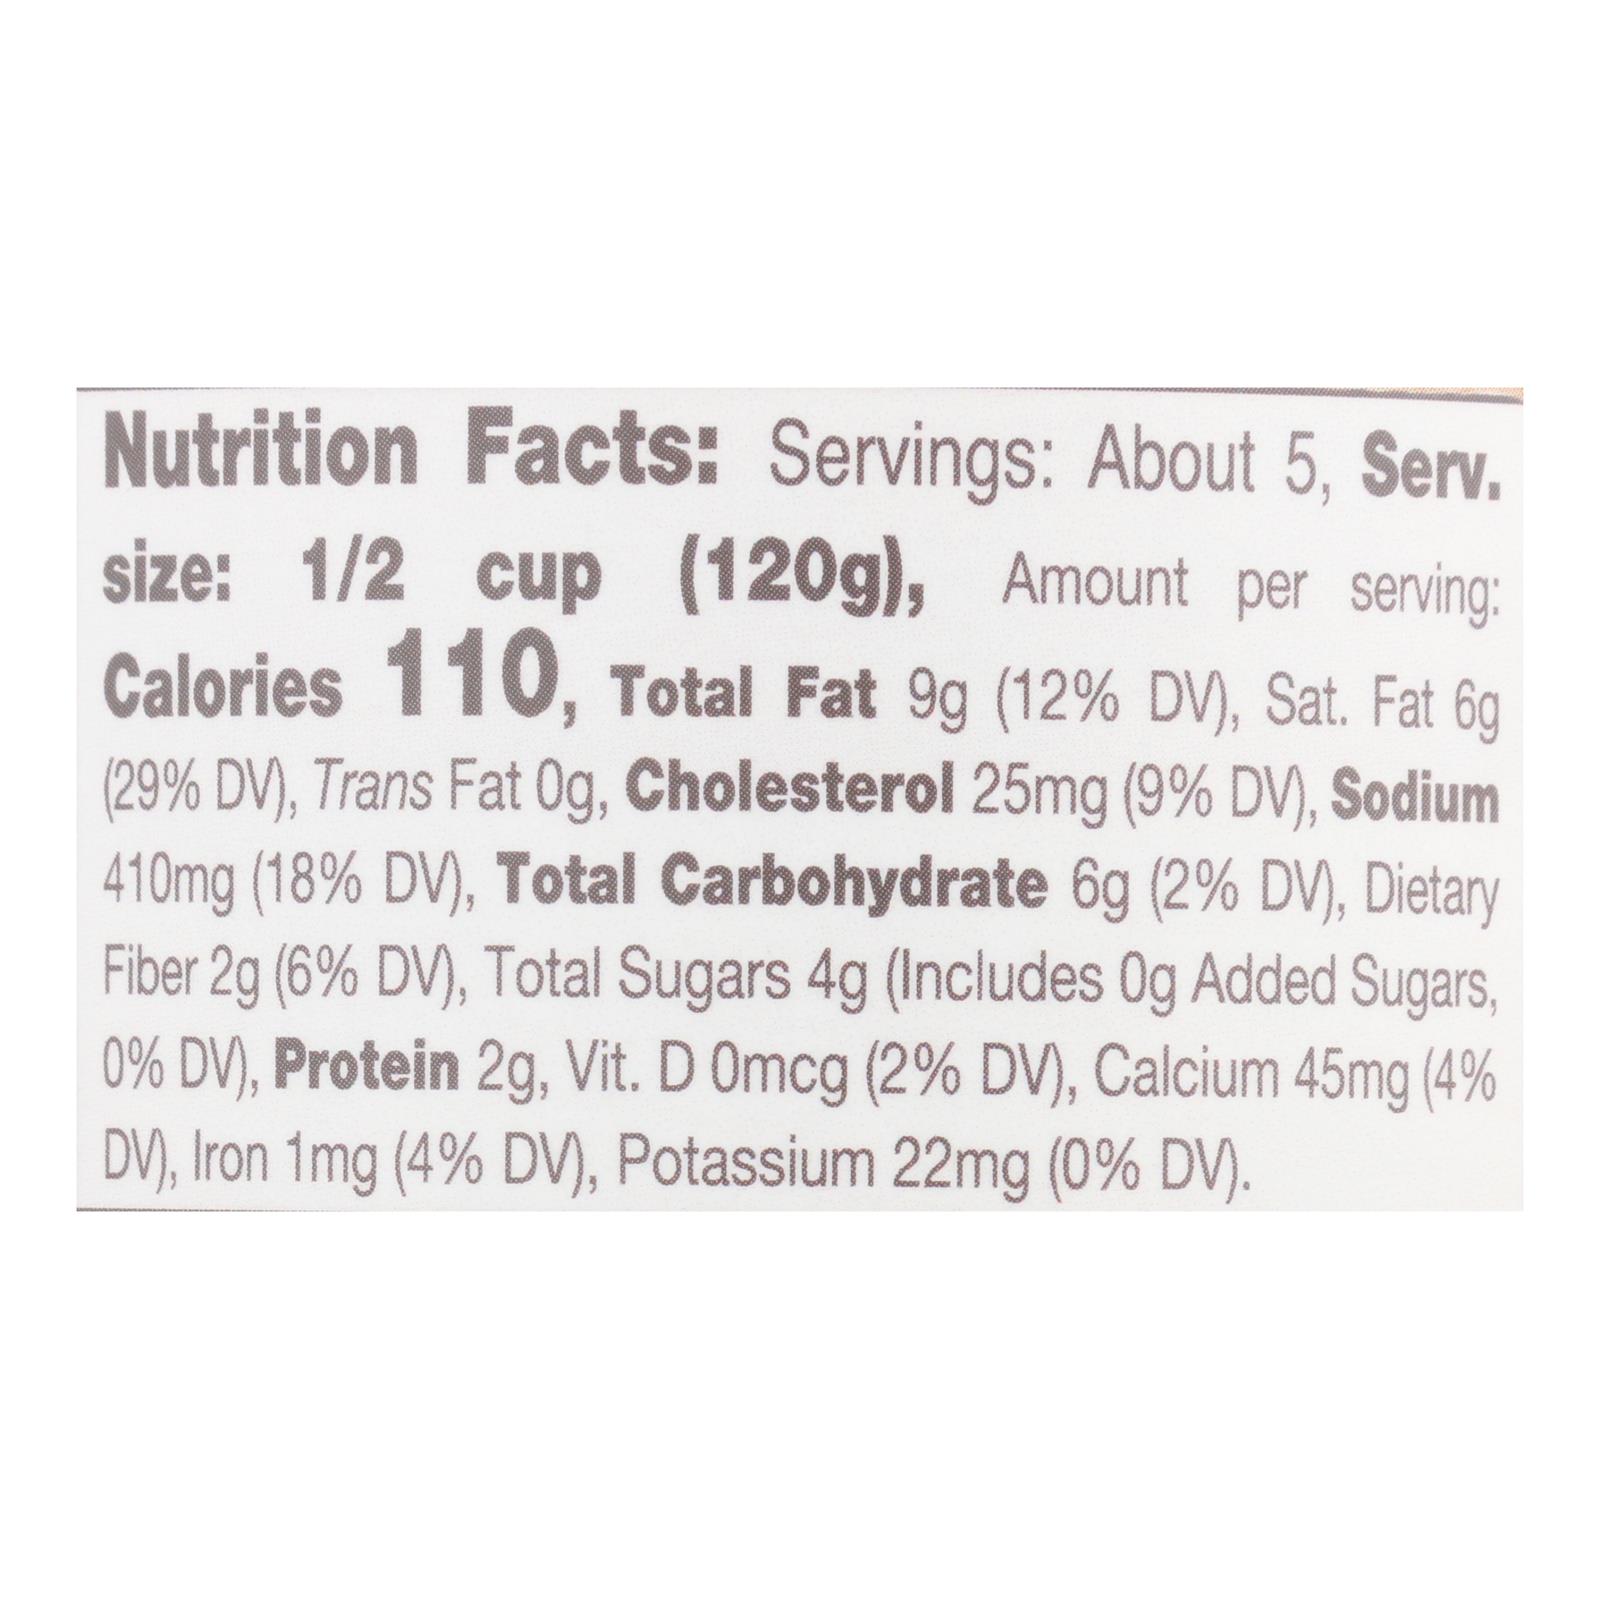 Nutrition Facts: Servings: About 5, Serv.
size: 1/2 cup (120g), Amount per serving:
Calories 110, Total Fat 9g (12% DV), Sat. Fat 6g
(29% DV), Trans Fat 0g, Cholesterol 25mg (9% DV), Sodium
410mg (18% DV), Total Carbohydrate 6g (2% DV), Dietary
Fiber 2g (6% DV), Total Sugars 4g (Includes 0g Added Sugars,
0% DV), Protein 2g, Vit. D 0mcg (2% DV), Calcium 45mg (4%
DV), Iron 1mg (4% DV), Potassium 22mg (0% DV).